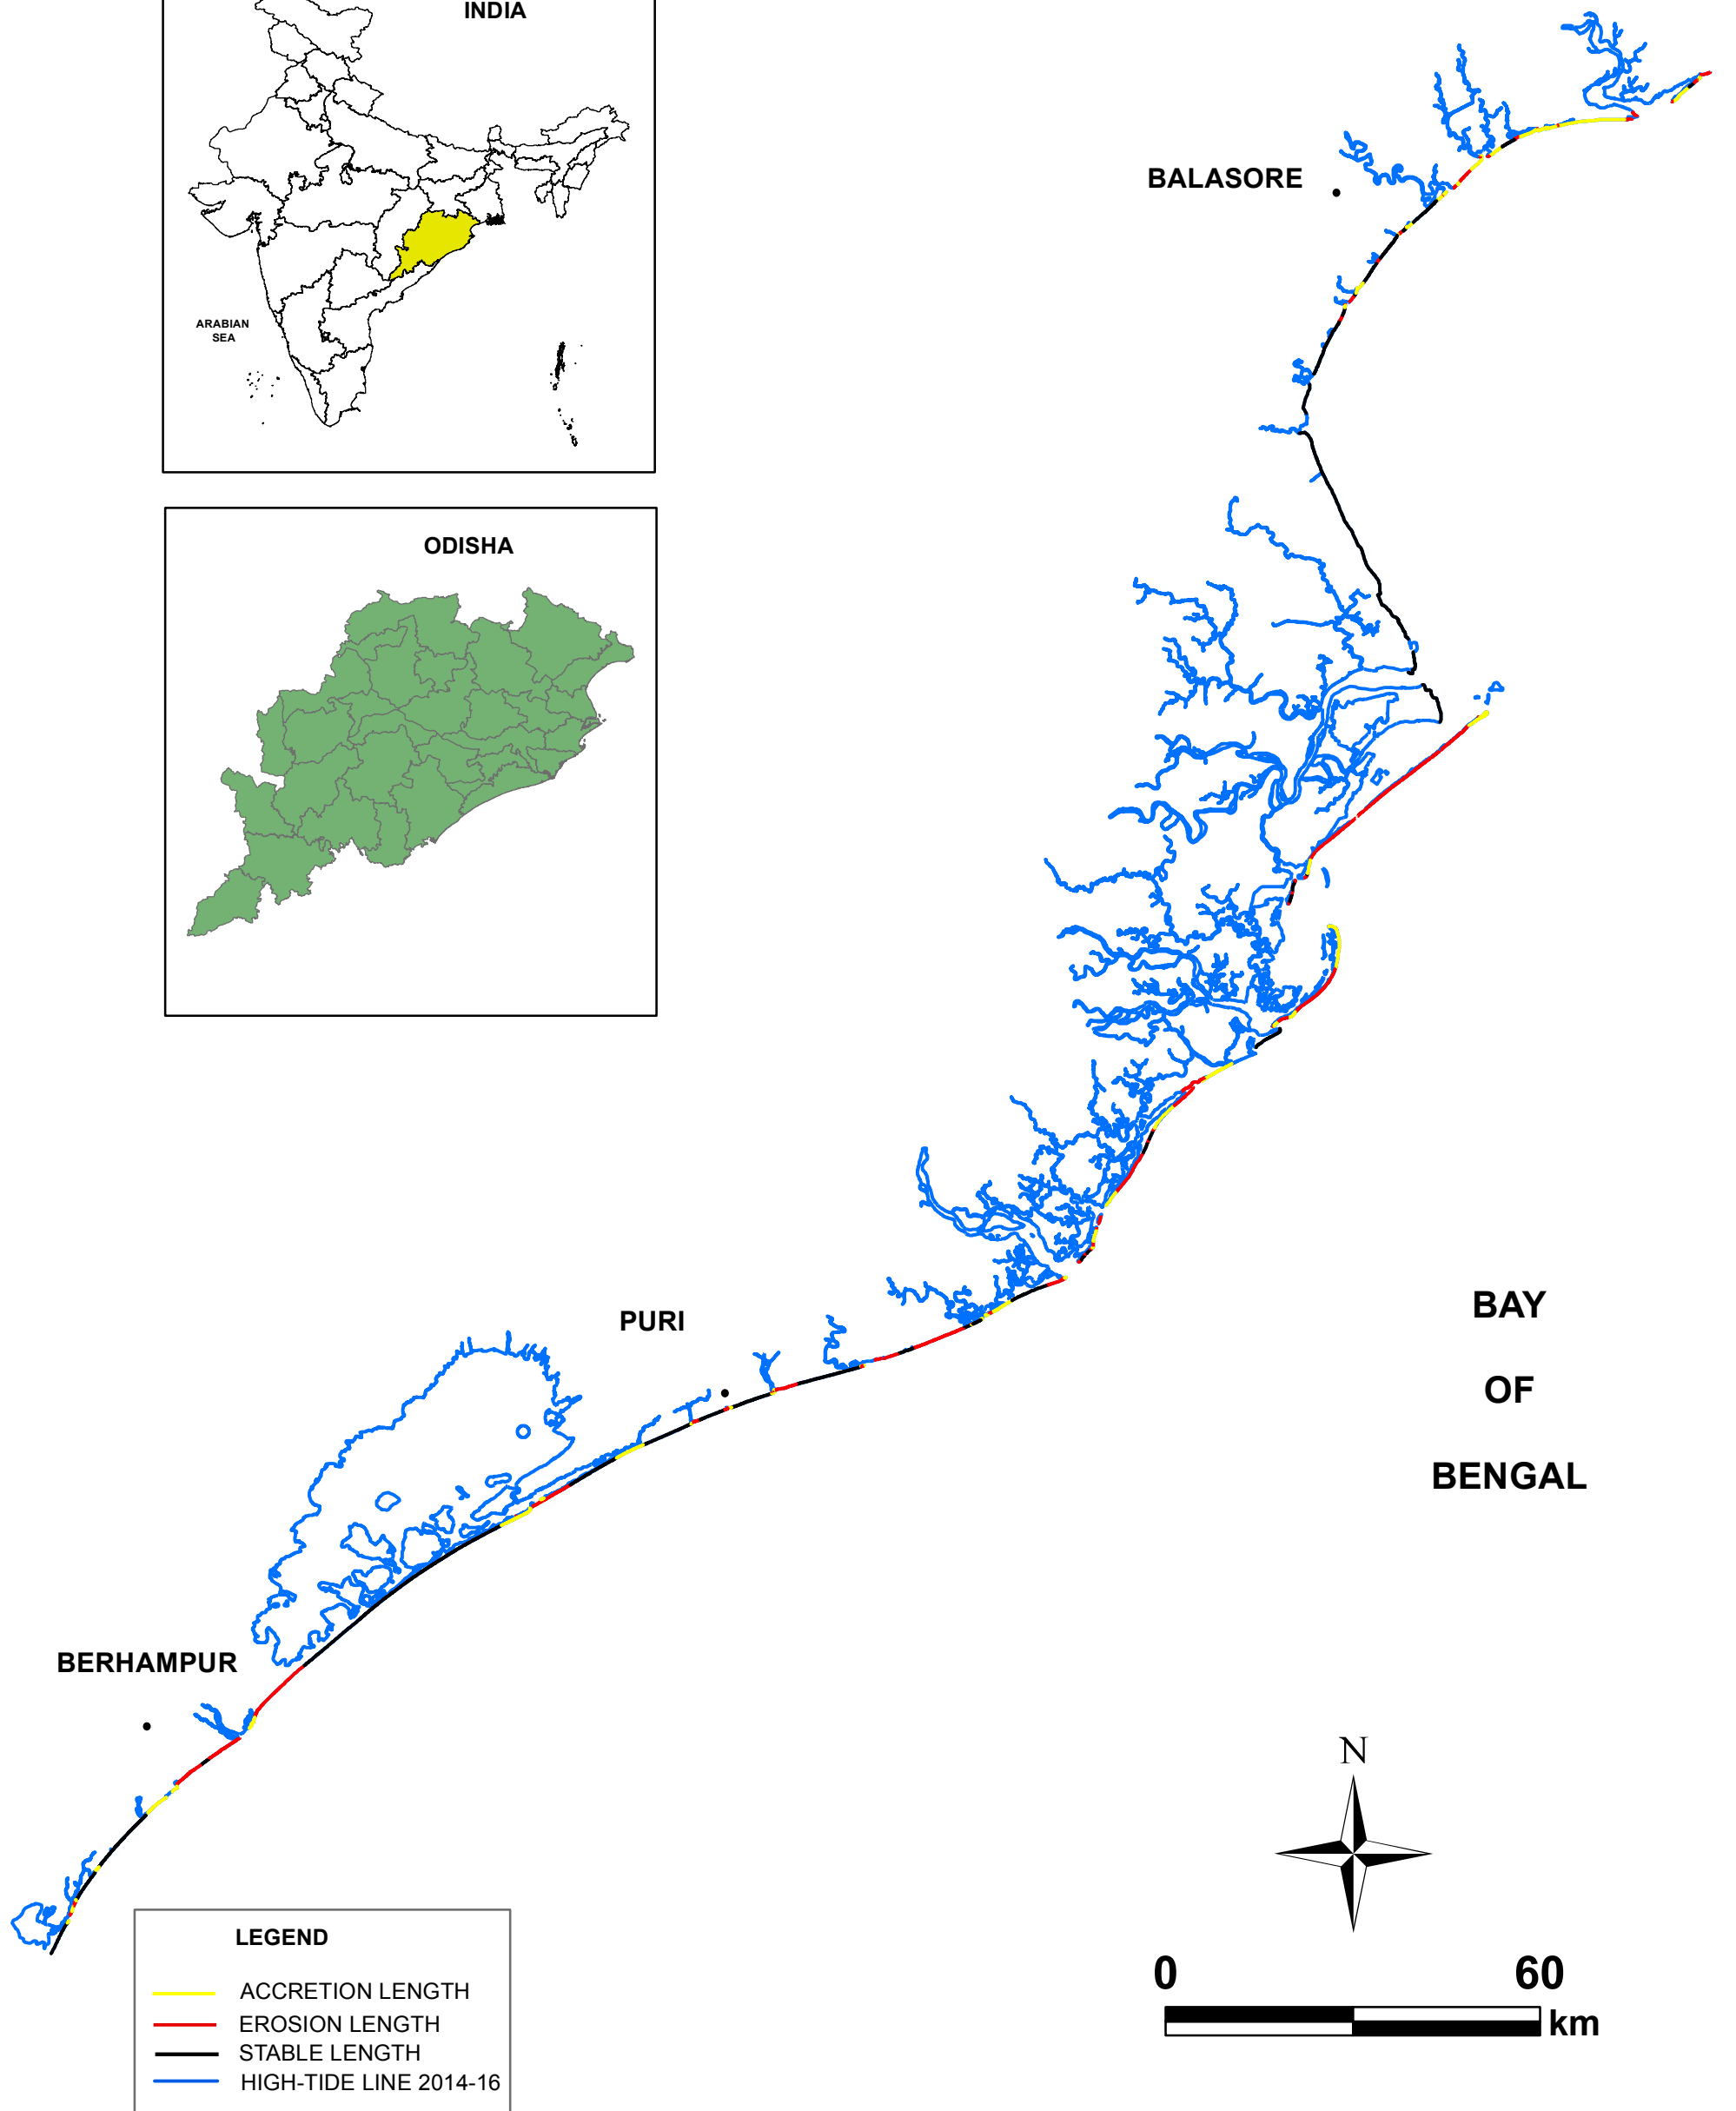 INDIA
ARABIAN
SEA
ODISHA
BALASORE
PURI
BAY
OF
BENGAL
BERHAMPUR
N
0 60
km
LEGEND
ACCRETION LENGTH
EROSION LENGTH
STABLE LENGTH
HIGH-TIDE LINE 2014-16